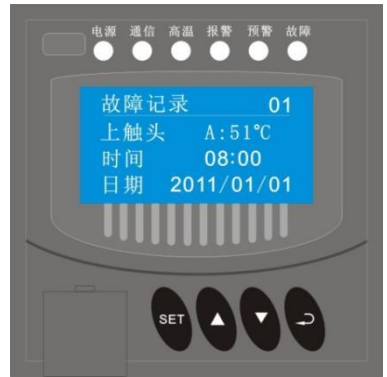 电源 通信 高温 报警 预警 故障
故障记录 01
上触头 A:51℃
时间 08:00
日期 2011/01/01
SET